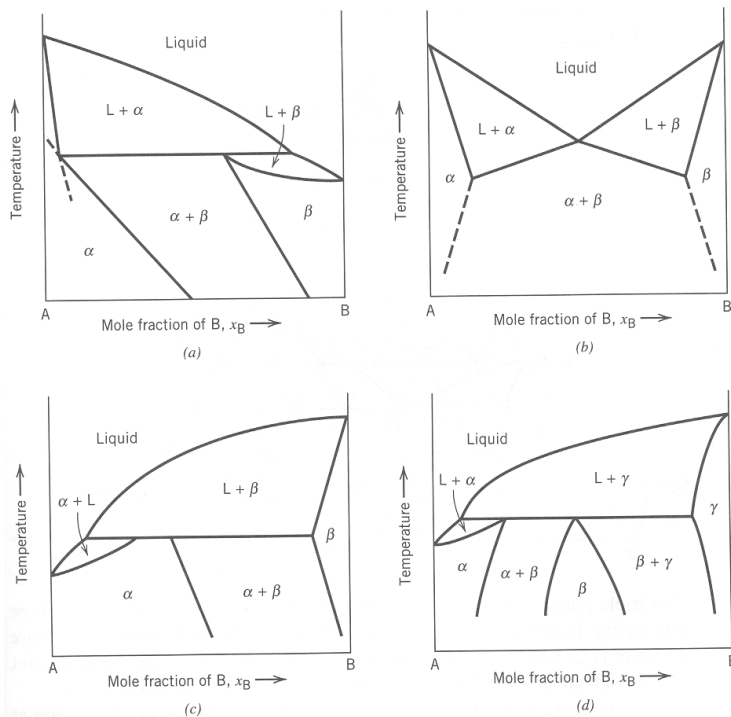 Liquid
L + α
L + β
α + β
β
α
Temperature
A
B
Mole fraction of B, xB
(a)
Liquid
L + α
L + β
α
β
α + β
Temperature
A
B
Mole fraction of B, xB
(b)
Liquid
L + β
α + L
β
α
α + β
Temperature
A
B
Mole fraction of B, xB
(c)
Liquid
L + α
L + γ
γ
α
α + β
β
β + γ
Temperature
A
B
Mole fraction of B, xB
(d)